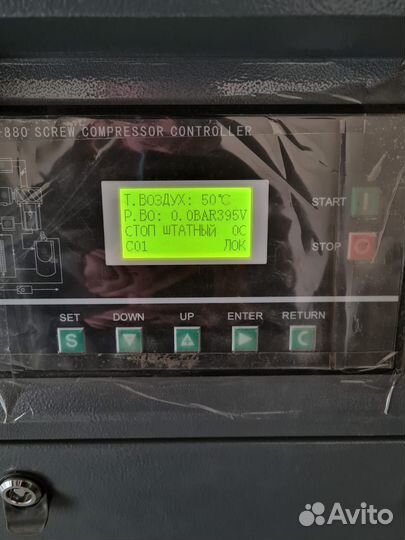 -880 SCREW COMPRESSOR CONTROLLER
Т.ВОЗДУХ: 50℃
Р.ВО: 0.0BAR395V
СТОП ШТАТНЫЙ 0С
С01 ЛОК
START
STOP
SET DOWN UP ENTER RETURN
S C
Avito